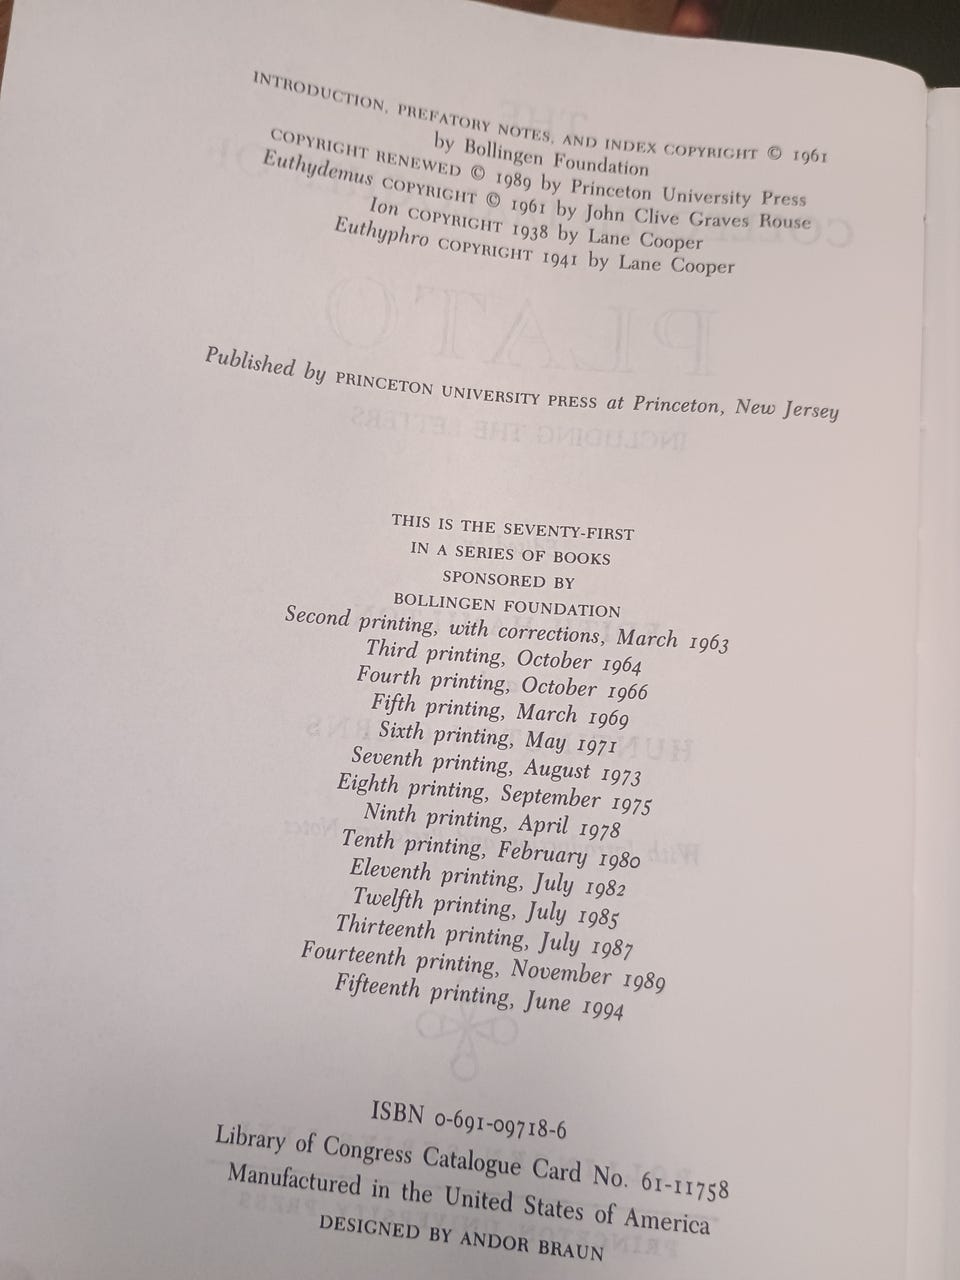 INTRODUCTION, PREFATORY NOTES, AND INDEX COPYRIGHT © 1961
by Bollingen Foundation
COPYRIGHT RENEWED © 1989 by Princeton University Press
Euthydemus COPYRIGHT © 1961 by John Clive Graves Rouse
Ion COPYRIGHT 1938 by Lane Cooper
Euthyphro COPYRIGHT 1941 by Lane Cooper
Published by PRINCETON UNIVERSITY PRESS at Princeton, New Jersey
THIS IS THE SEVENTY-FIRST
IN A SERIES OF BOOKS
SPONSORED BY
BOLLINGEN FOUNDATION
Second printing, with corrections, March 1963
Third printing, October 1964
Fourth printing, October 1966
Fifth printing, March 1969
Sixth printing, May 1971
Seventh printing, August 1973
Eighth printing, September 1975
Ninth printing, April 1978
Tenth printing, February 1980
Eleventh printing, July 1982
Twelfth printing, July 1985
Thirteenth printing, July 1987
Fourteenth printing, November 1989
Fifteenth printing, June 1994
ISBN 0-691-09718-6
Library of Congress Catalogue Card No. 61-11758
Manufactured in the United States of America
DESIGNED BY ANDOR BRAUN